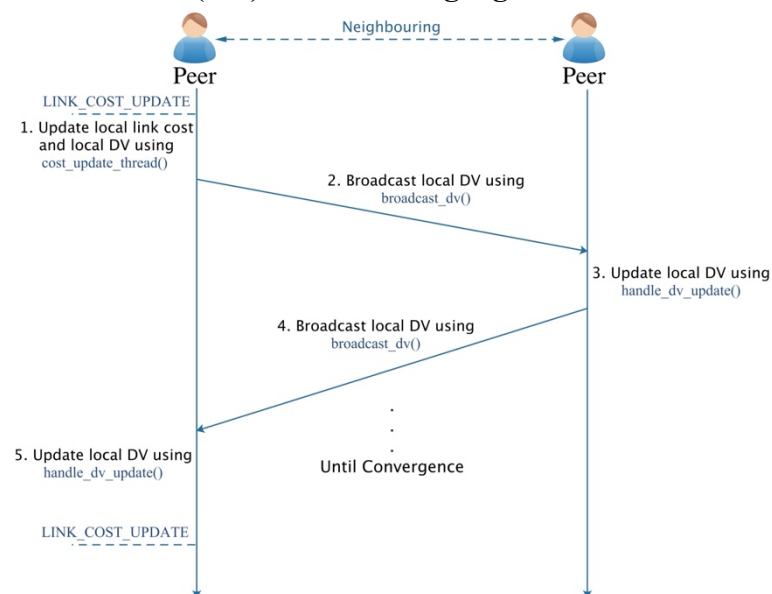 Neighbouring
Peer
Peer
LINK_COST_UPDATE
1. Update local link cost
and local DV using
cost_update_thread()
2. Broadcast local DV using
broadcast_dv()
3. Update local DV using
handle_dv_update()
4. Broadcast local DV using
broadcast_dv()
.
.
.
Until Convergence
5. Update local DV using
handle_dv_update()
LINK_COST_UPDATE